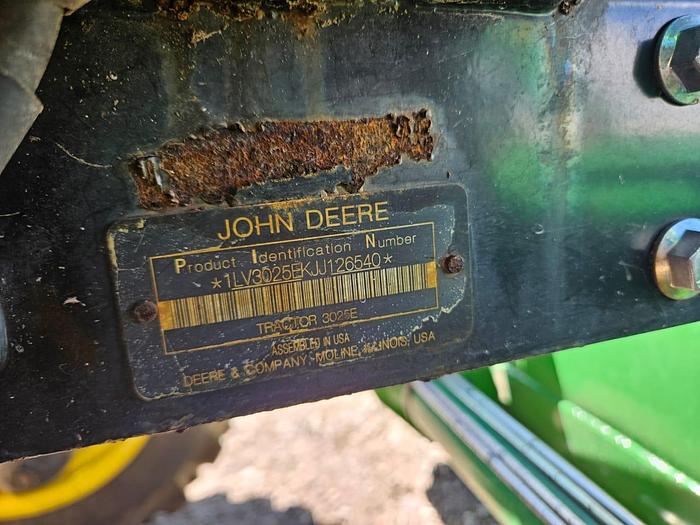 JOHN DEERE
Product Identification Number
*1LV3025EKJJ126540*
TRACTOR 3025E
ASSEMBLED IN USA
DEERE & COMPANY, MOLINE, ILLINOIS, USA